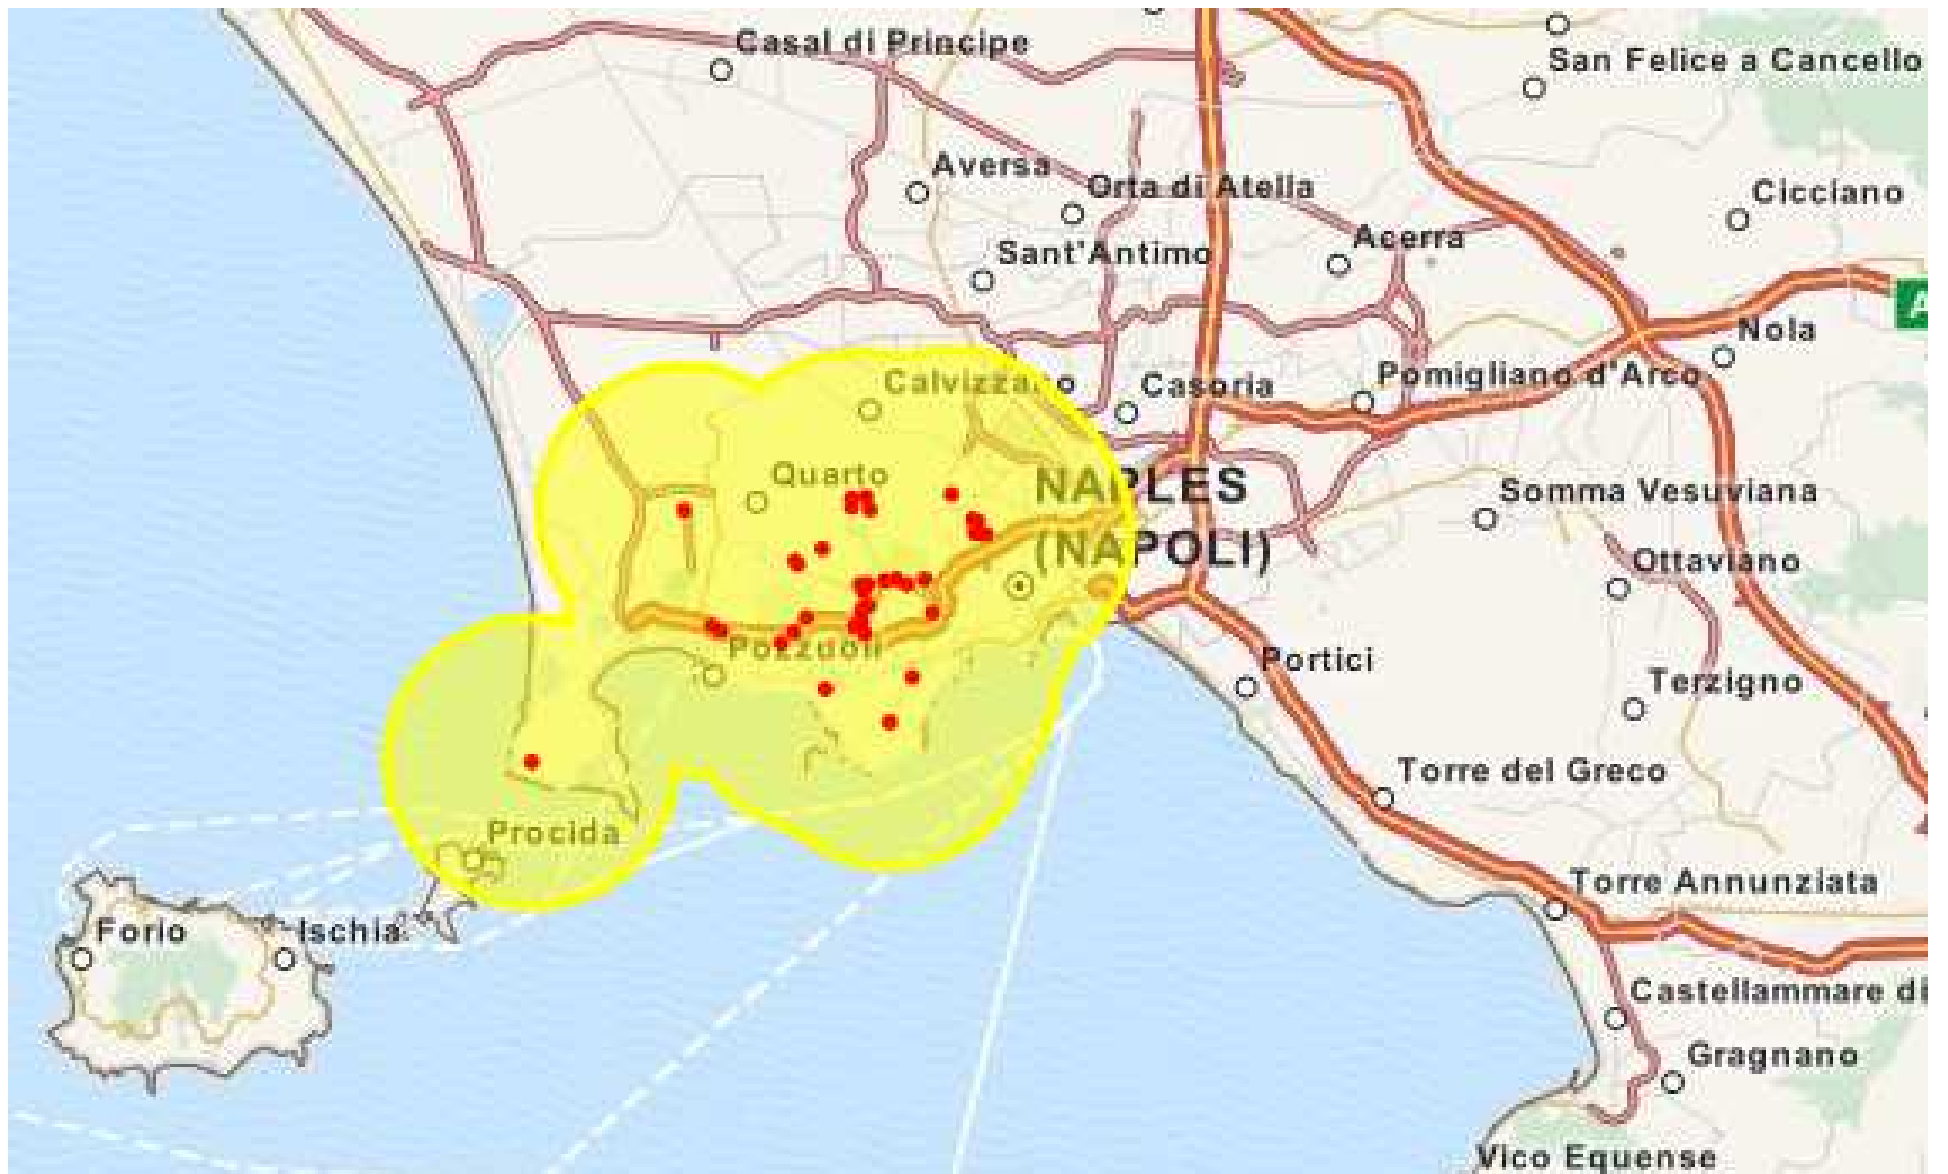 Casal di Principe
San Felice a Cancello
Aversa
Orta di Atella
Cicciano
Sant'Antimo
Acerra
A
Nola
Calvizzano
Casoria
Pomigliano d'Arco
Quarto
NAPLES
(NAPOLI)
Somma Vesuviana
Ottaviano
Pozzuoli
Portici
Terzigno
Torre del Greco
Procida
Torre Annunziata
Forio
Ischia
Castellammare di
Gragnano
Vico Equense